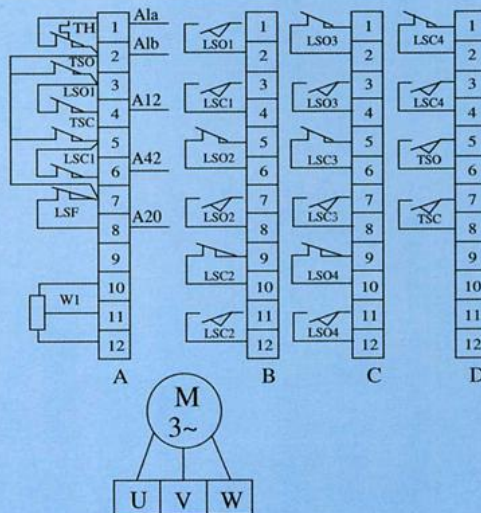 TH
TSO
LSO1
TSC
LSC1
LSF
W1
1
2
3
4
5
6
7
8
9
10
11
12
A
A1a
A1b
A12
A42
A20
LSO1
LSC1
LSO2
LSO2
LSC2
LSC2
1
2
3
4
5
6
7
8
9
10
11
12
B
LSO3
LSO3
LSC3
LSC3
LSO4
LSO4
1
2
3
4
5
6
7
8
9
10
11
12
C
LSC4
LSC4
TSO
TSC
1
2
3
4
5
6
7
8
9
10
11
12
D
M
3~
U V W